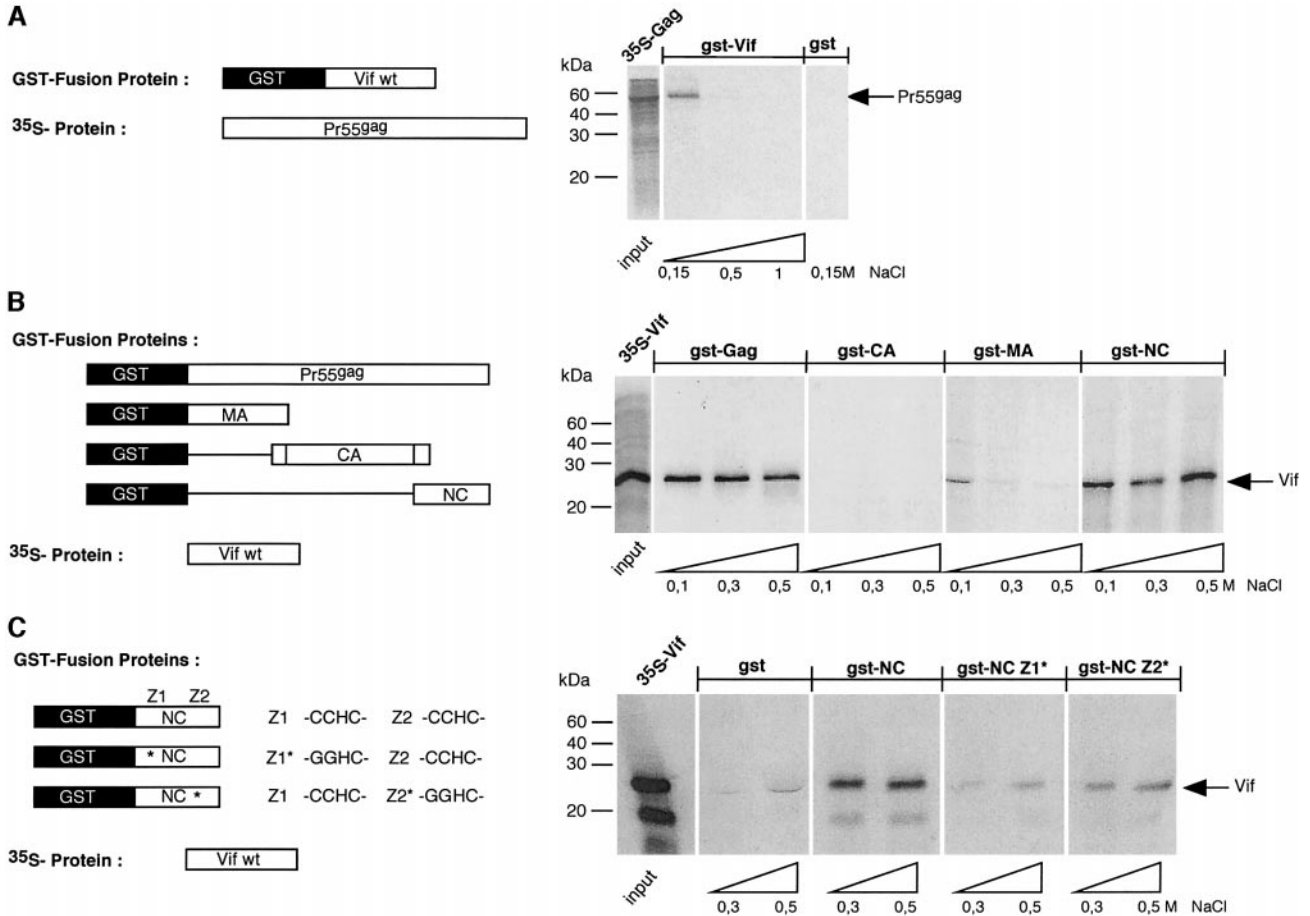 A
GST-Fusion Protein :
GST Vif wt
35S- Protein :
Pr55gag
35S-Gag
gst-Vif gst
kDa
60
40
30
20
Pr55gag
input
0,15 0,5 1 0,15M NaCl
B
GST-Fusion Proteins :
GST Pr55gag
GST MA
GST CA
GST NC
35S- Protein :
Vif wt
35S-Vif
gst-Gag gst-CA gst-MA gst-NC
kDa
60
40
30
20
Vif
input
0,1 0,3 0,5 0,1 0,3 0,5 0,1 0,3 0,5 0,1 0,3 0,5 M NaCl
C
GST-Fusion Proteins :
Z1 Z2
GST NC Z1 -CCHC- Z2 -CCHC-
GST * NC Z1* -GGHC- Z2 -CCHC-
GST NC * Z1 -CCHC- Z2* -GGHC-
35S- Protein :
Vif wt
35S-Vif
gst gst-NC gst-NC Z1* gst-NC Z2*
kDa
60
40
30
20
Vif
input
0,3 0,5 0,3 0,5 0,3 0,5 0,3 0,5 M NaCl